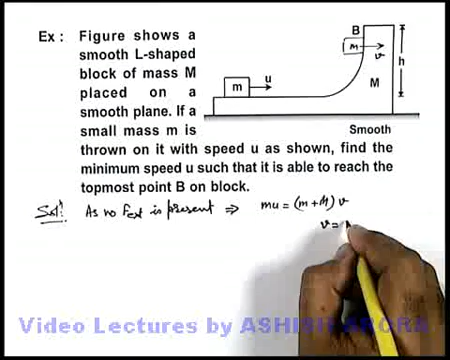 Ex : Figure shows a
smooth L-shaped
block of mass M
placed on a
smooth plane. If a
small mass m is
thrown on it with speed u as shown, find the
minimum speed u such that it is able to reach the
topmost point B on block.
B
m
v
h
u
m
M
Smooth
Solⁿ: As no Fext is present ⇒ mu = (m+M) v
v =
Video Lectures by ASHISH ARORA